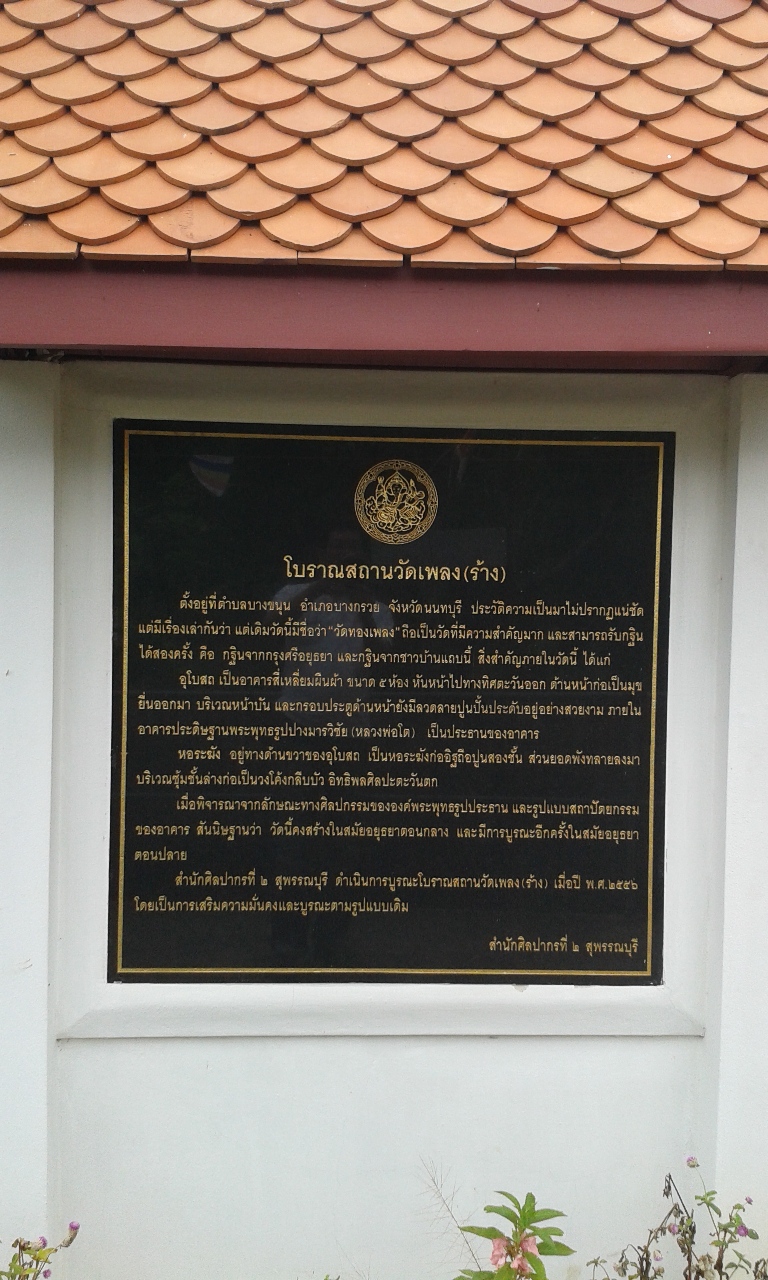 โบราณสถานวัดเพลง(ร้าง)
ตั้งอยู่ที่ตำบลบางขนุน อำเภอบางกรวย จังหวัดนนทบุรี ประวัติความเป็นมาไม่ปรากฏแน่ชัด
แต่มีเรื่องเล่ากันว่า แต่เดิมวัดนี้มีชื่อว่า"วัดทองเพลง"ถือเป็นวัดที่มีความสำคัญมาก และสามารถรับกฐิน
ได้สองครั้ง คือ กฐินจากกรุงศรีอยุธยา และกฐินจากชาวบ้านแถบนี้ สิ่งสำคัญภายในวัดนี้ ได้แก่
อุโบสถ เป็นอาคารสี่เหลี่ยมผืนผ้า ขนาด ๕ห้อง หันหน้าไปทางทิศตะวันออก ด้านหน้าก่อเป็นมุข
ยื่นออกมา บริเวณหน้าบัน และกรอบประตูด้านหน้ายังมีลวดลายปูนปั้นประดับอยู่อย่างสวยงาม ภายใน
อาคารประดิษฐานพระพุทธรูปปางมารวิชัย(หลวงพ่อโต) เป็นประธานของอาคาร
หอระฆัง อยู่ทางด้านขวาของอุโบสถ เป็นหอระฆังก่ออิฐถือปูนสองชั้น ส่วนยอดพังทลายลงมา
บริเวณซุ้มชั้นล่างก่อเป็นวงโค้งกลีบบัว อิทธิพลศิลปะตะวันตก
เมื่อพิจารณาจากลักษณะทางศิลปกรรมขององค์พระพุทธรูปประธาน และรูปแบบสถาปัตยกรรม
ของอาคาร สันนิษฐานว่า วัดนี้คงสร้างในสมัยอยุธยาตอนกลาง และมีการบูรณะอีกครั้งในสมัยอยุธยา
ตอนปลาย
สำนักศิลปากรที่ ๒ สุพรรณบุรี ดำเนินการบูรณะโบราณสถานวัดเพลง(ร้าง) เมื่อปี พ.ศ.๒๕๕๖
โดยเป็นการเสริมความมั่นคงและบูรณะตามรูปแบบเดิม
สำนักศิลปากรที่ ๒ สุพรรณบุรี